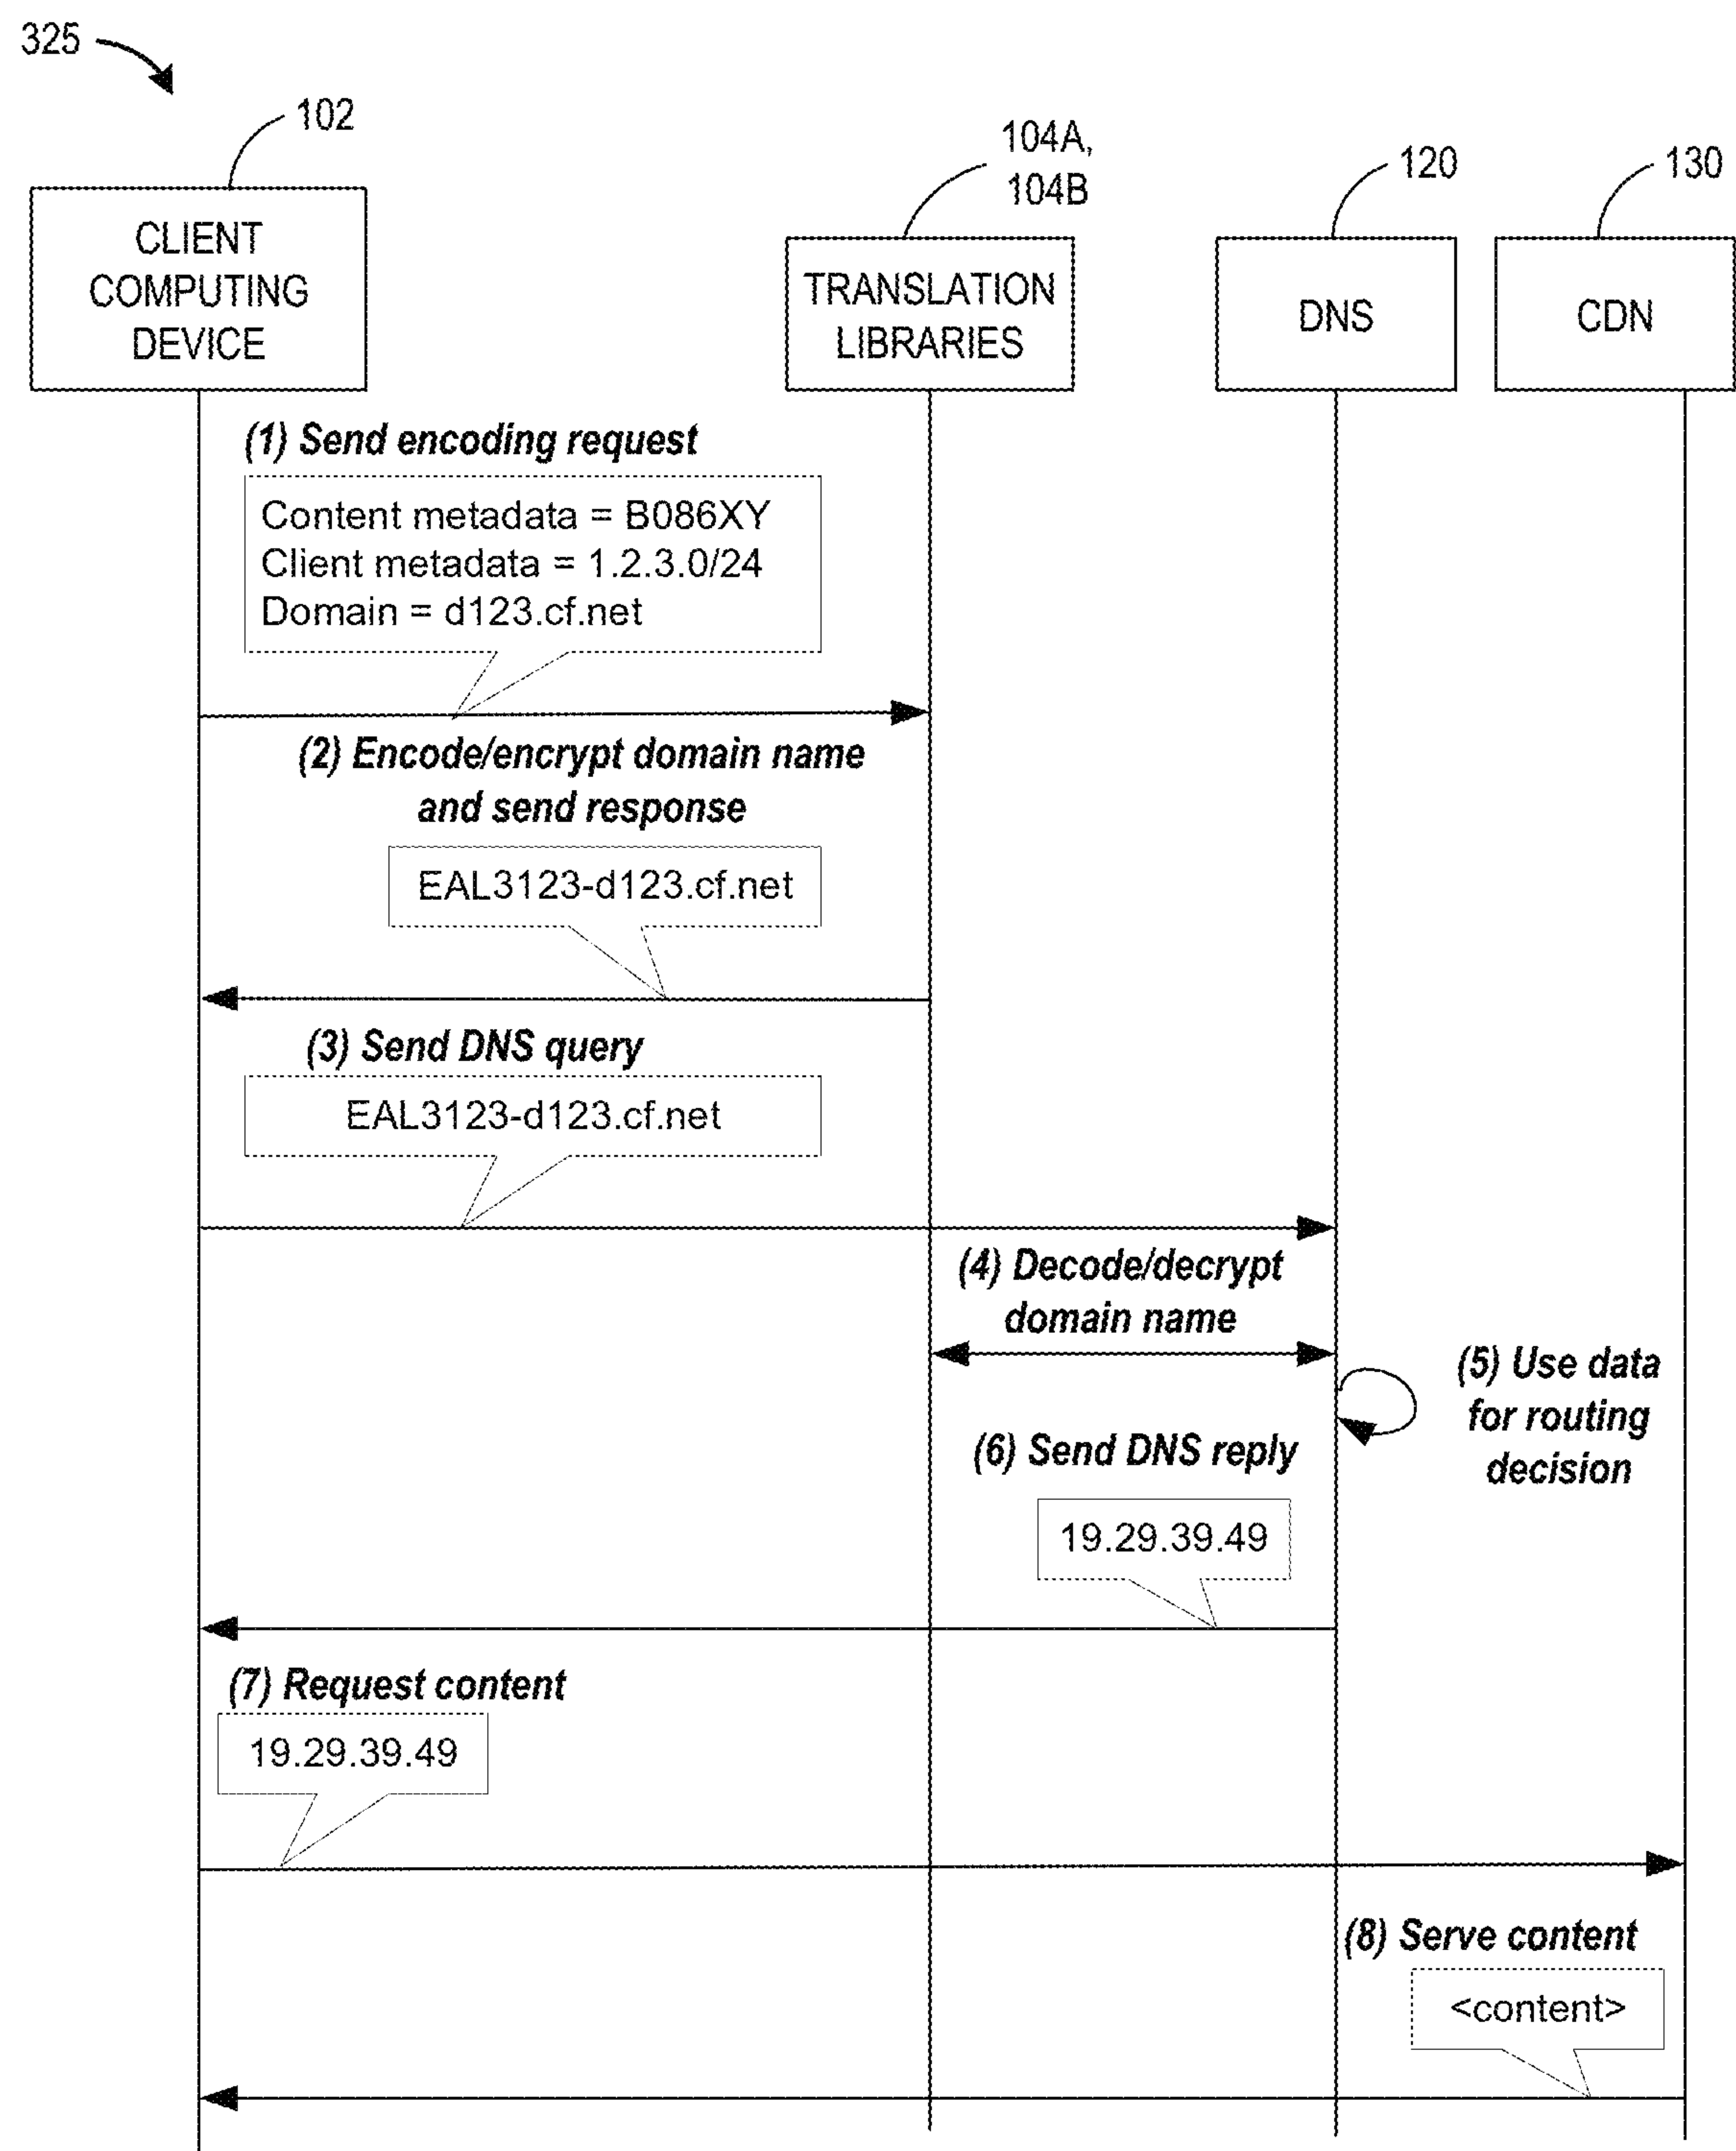 325
102
104A,
104B
120
130
CLIENT
COMPUTING
DEVICE
TRANSLATION
LIBRARIES
DNS
CDN
(1) Send encoding request
Content metadata = B086XY
Client metadata = 1.2.3.0/24
Domain = d123.cf.net
(2) Encode/encrypt domain name
and send response
EAL3123-d123.cf.net
(3) Send DNS query
EAL3123-d123.cf.net
(4) Decode/decrypt
domain name
(5) Use data
for routing
decision
(6) Send DNS reply
19.29.39.49
(7) Request content
19.29.39.49
(8) Serve content
<content>